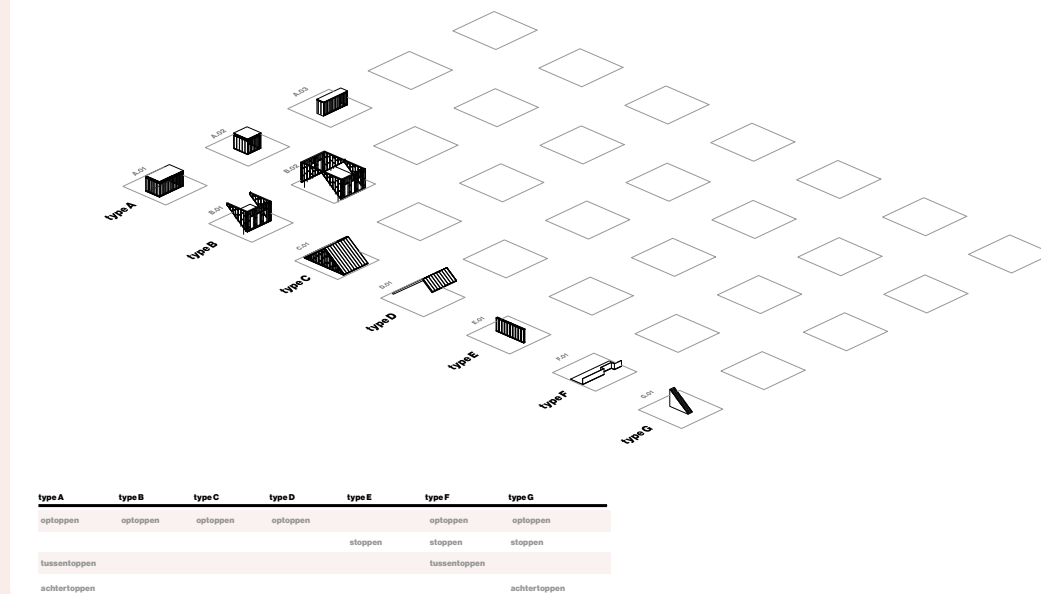 A.03
A.02
A.01
B.02
B.01
type A
type B
C.01
type C
D.01
type D
E.01
type E
F.01
type F
G.01
type G
type A type B type C type D type E type F type G
optoppen optoppen optoppen optoppen optoppen optoppen
stoppen stoppen stoppen
tussentoppen tussentoppen
achtertoppen achtertoppen